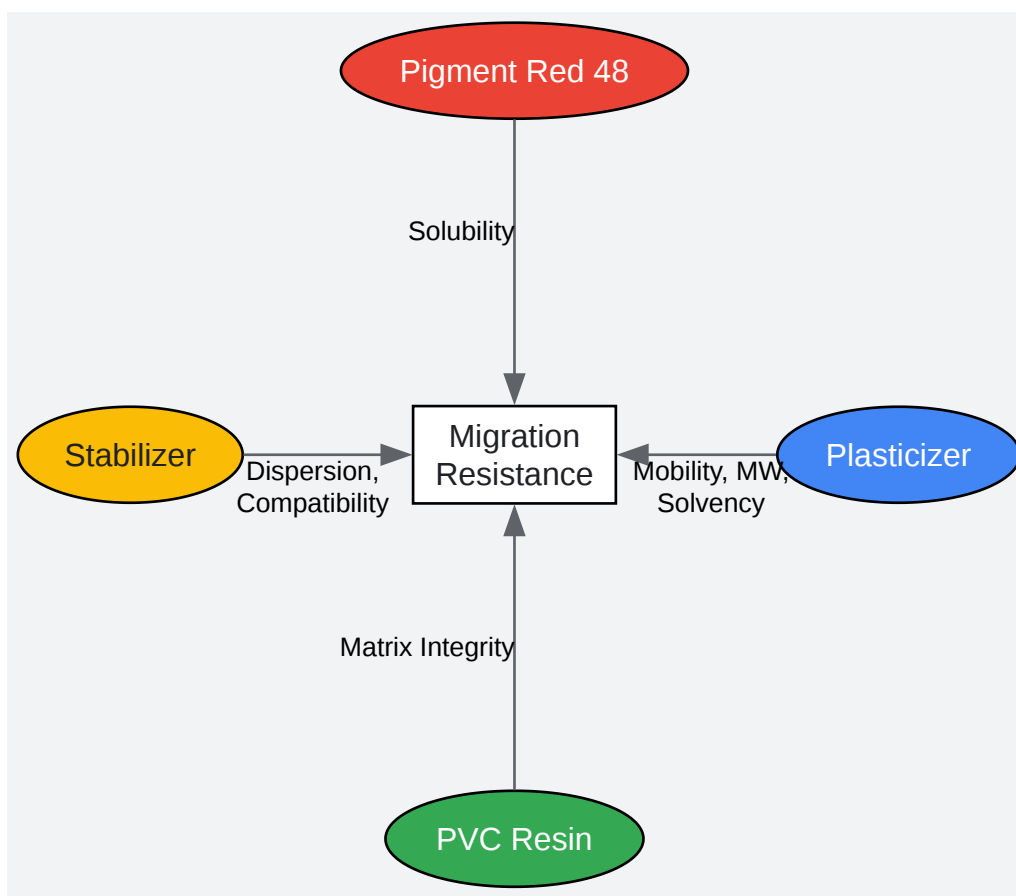 Pigment Red 48
Solubility
Migration
Resistance
Stabilizer
Dispersion,
Compatibility
Mobility, MW,
Solvency
Plasticizer
Matrix Integrity
PVC Resin